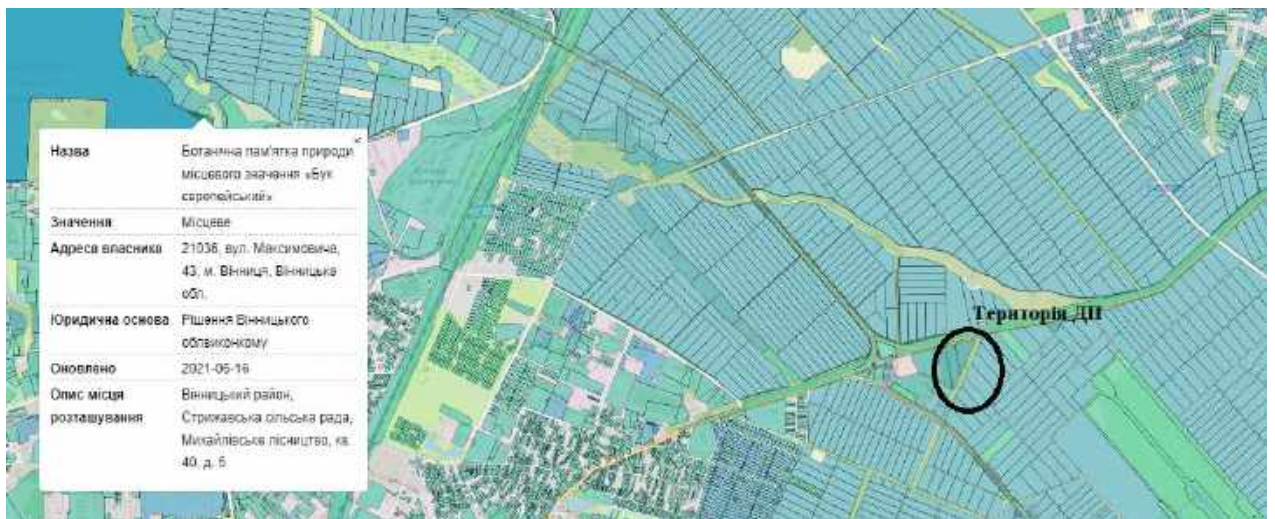 Назва
Ботанічна пам'ятка природи
місцевого значення «Бук
європейський»
Значення
Місцеве
Адреса власника
21036, вул. Максимовича,
43, м. Вінниця, Вінницька
обл.
Юридична основа
Рішення Вінницького
облвиконкому
Оновлено
2021-06-16
Опис місця
розташування
Вінницький район,
Стрижавська сільська рада,
Михайлівське лісництво, кв.
40, д. 5
Територія ДП